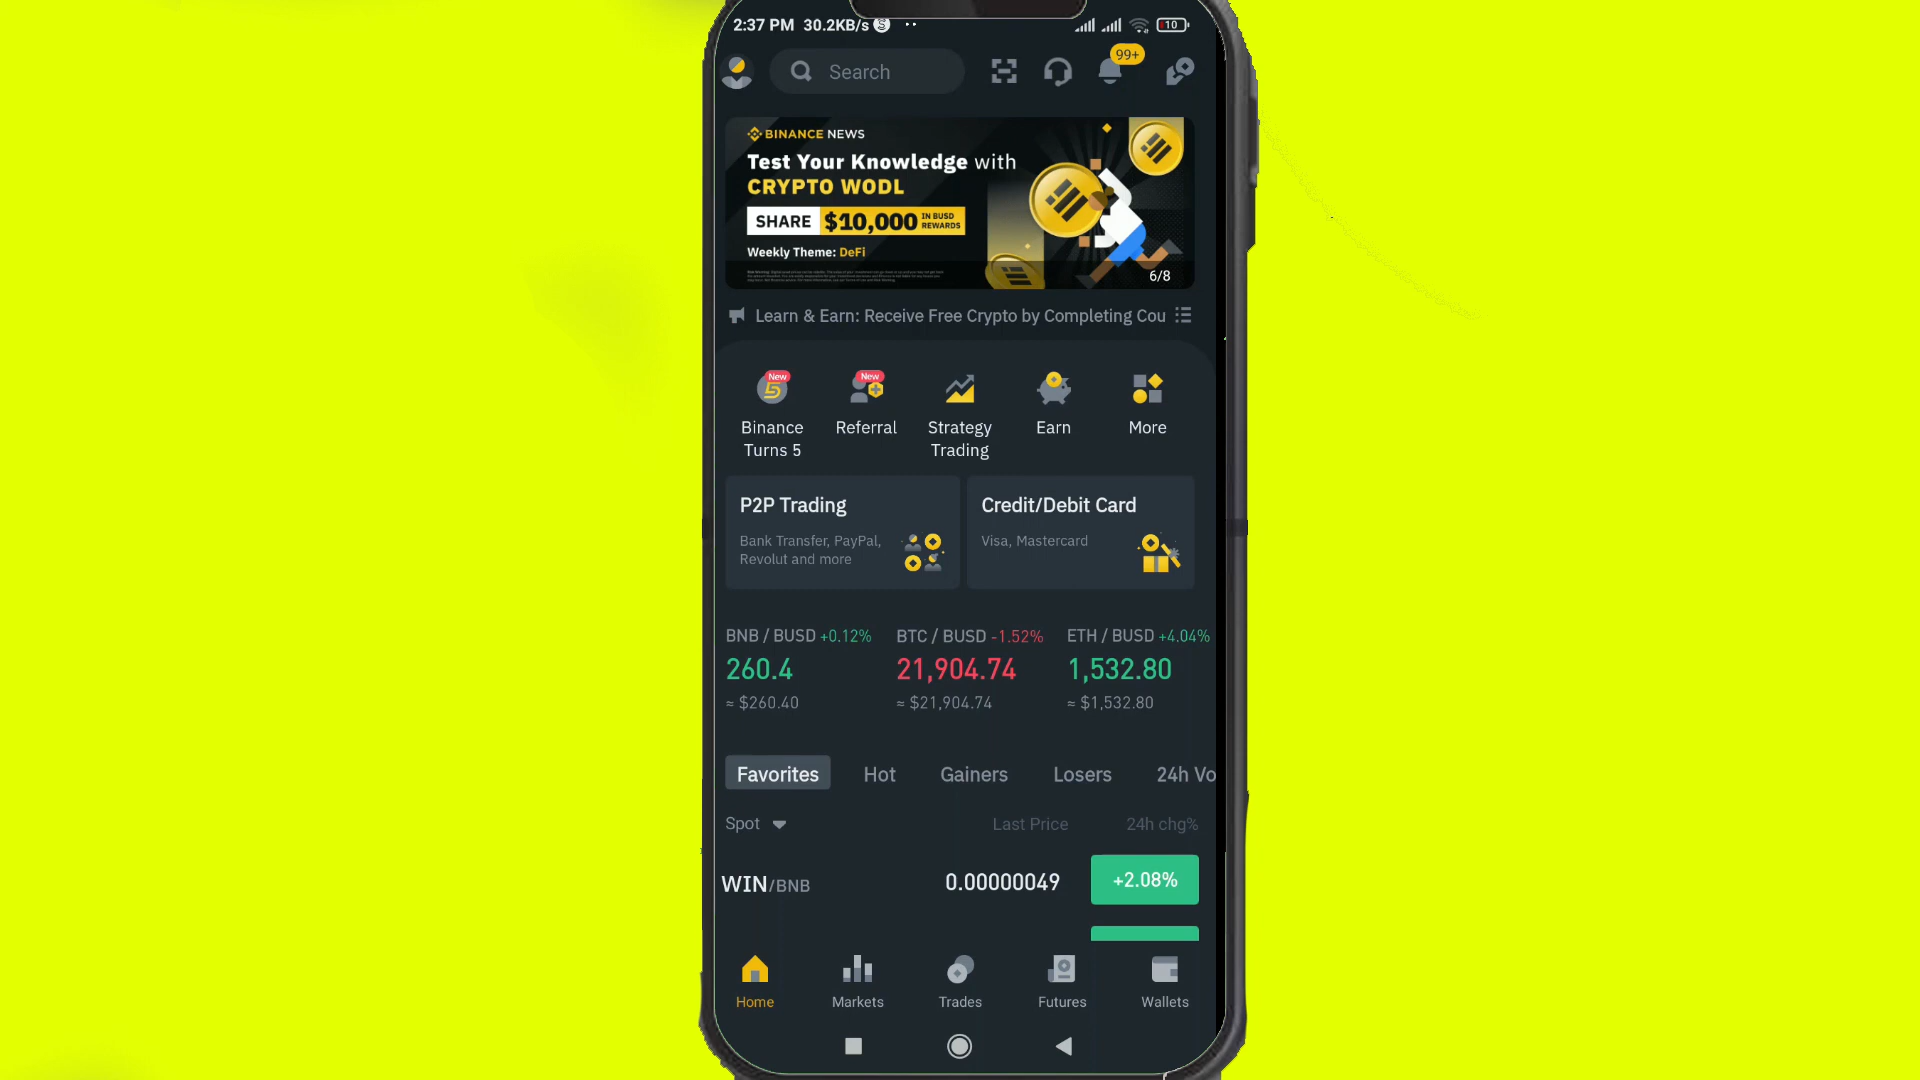 2:37 PM 30.2KB/s S
10
99+
Search
BINANCE NEWS
Test Your Knowledge with
CRYPTO WODL
SHARE $10,000 IN BUSD REWARDS
Weekly Theme: DeFi
6/8
Learn & Earn: Receive Free Crypto by Completing Cou
New
New
Binance Turns 5
Referral
Strategy Trading
Earn
More
P2P Trading
Bank Transfer, PayPal,
Revolut and more
Credit/Debit Card
Visa, Mastercard
BNB / BUSD +0.12%
260.4
≈ $260.40
BTC / BUSD -1.52%
21,904.74
≈ $21,904.74
ETH / BUSD +4.04%
1,532.80
≈ $1,532.80
Favorites Hot Gainers Losers 24h Vo
Spot Last Price 24h chg%
WIN/BNB 0.00000049 +2.08%
Home Markets Trades Futures Wallets